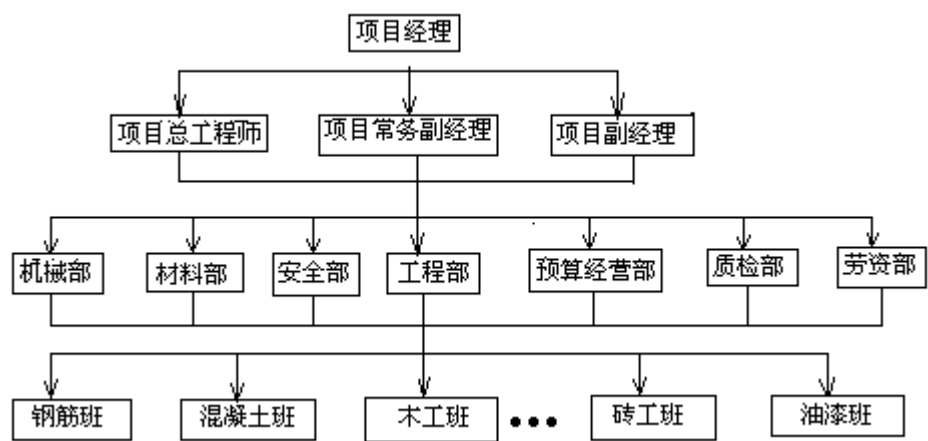 项目经理
项目总工程师
项目常务副经理
项目副经理
机械部
材料部
安全部
工程部
预算经营部
质检部
劳资部
钢筋班
混凝土班
木工班
●●●
砖工班
油漆班